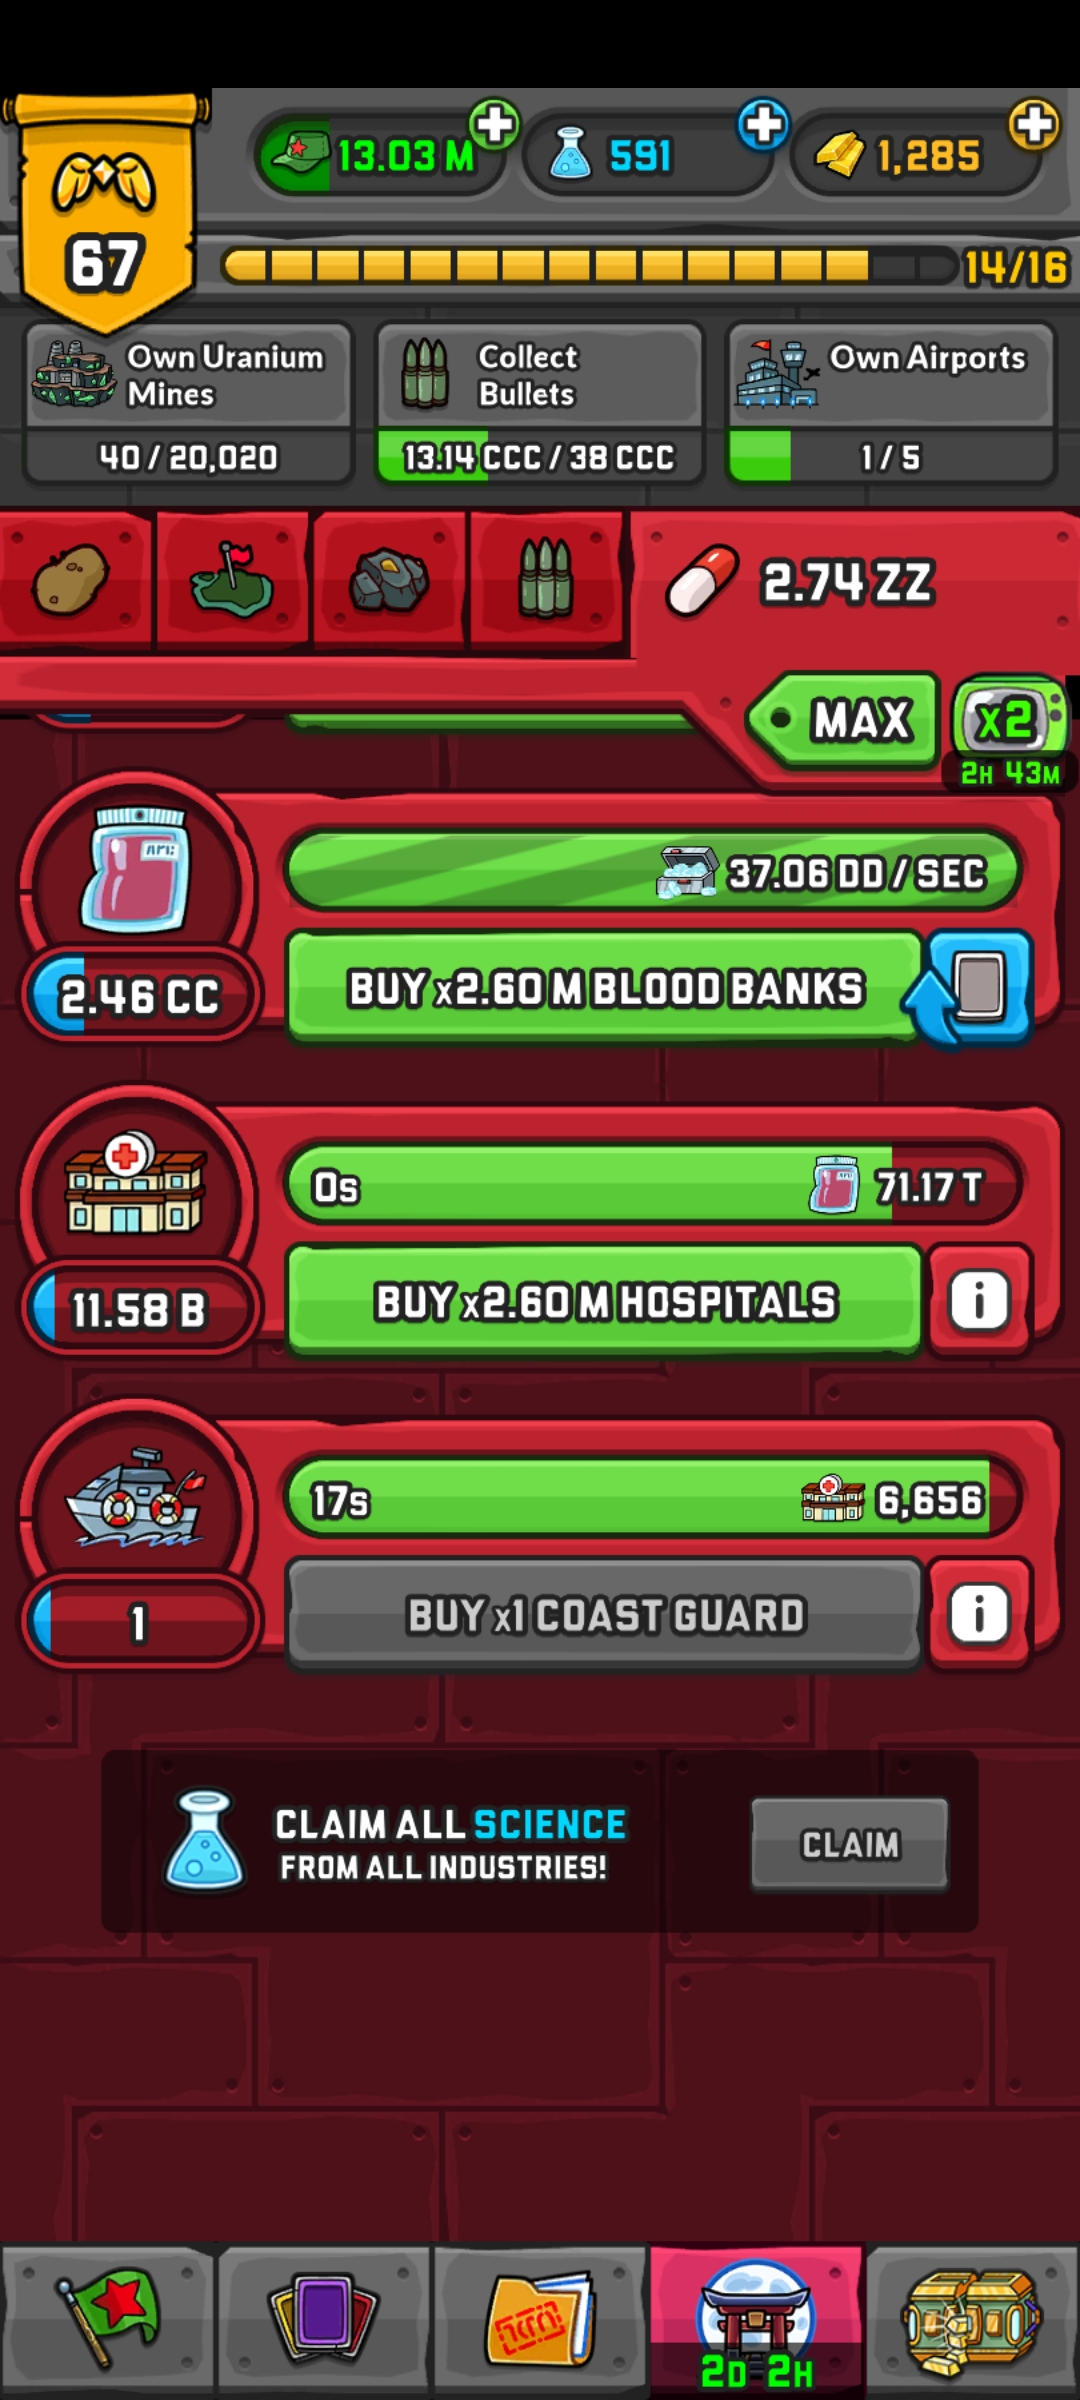 13.03 M
591
1,285
67
14/16
Own Uranium
Mines
40 / 20,020
Collect
Bullets
13.14 CCC / 38 CCC
Own Airports
1 / 5
2.74 ZZ
MAX
x2
2H 43M
37.06 DD / SEC
2.46 CC
BUY x2.60 M BLOOD BANKS
0s
71.17 T
11.58 B
BUY x2.60 M HOSPITALS
17s
6,656
1
BUY x1 COAST GUARD
CLAIM ALL SCIENCE
FROM ALL INDUSTRIES!
CLAIM
2D 2H